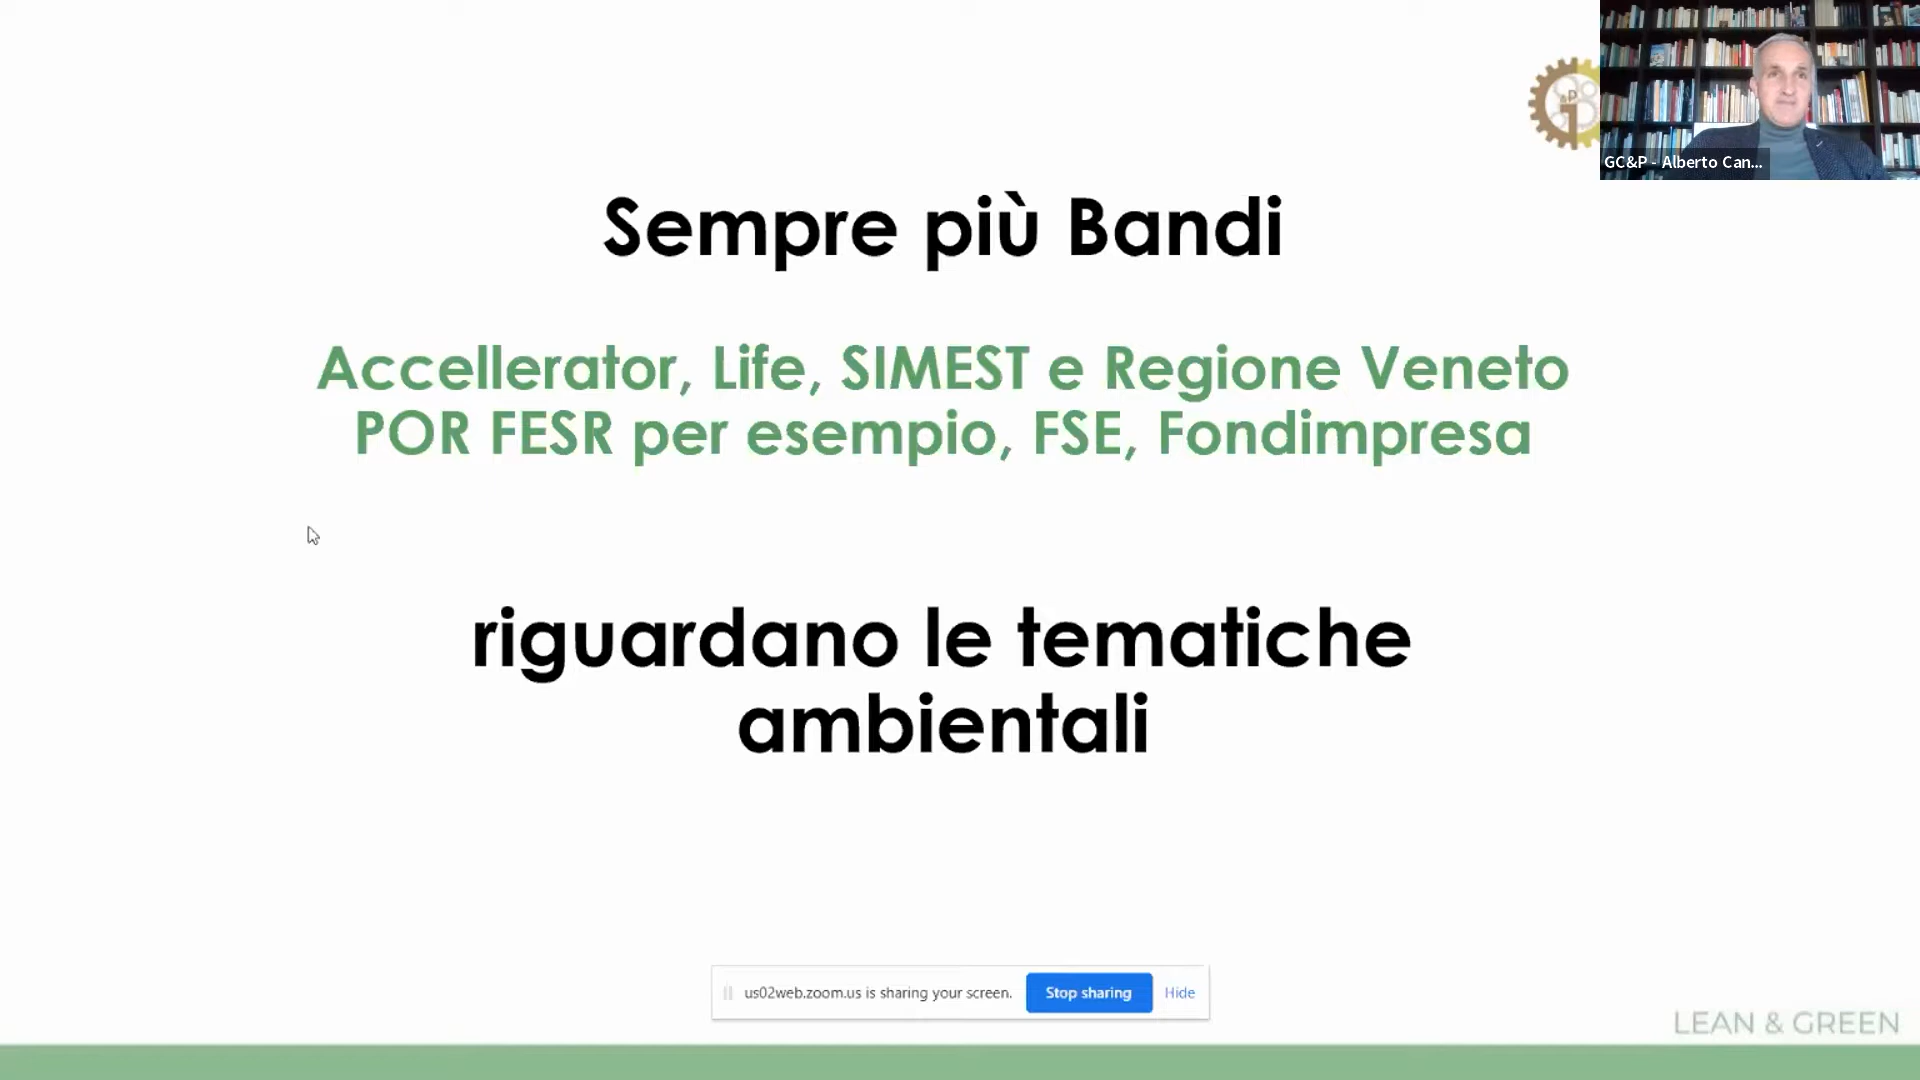 &P
GC&P - Alberto Can...
Sempre più Bandi
Accellerator, Life, SIMEST e Regione Veneto
POR FESR per esempio, FSE, Fondimpresa
riguardano le tematiche
ambientali
us02web.zoom.us is sharing your screen.
Stop sharing
Hide
LEAN & GREEN